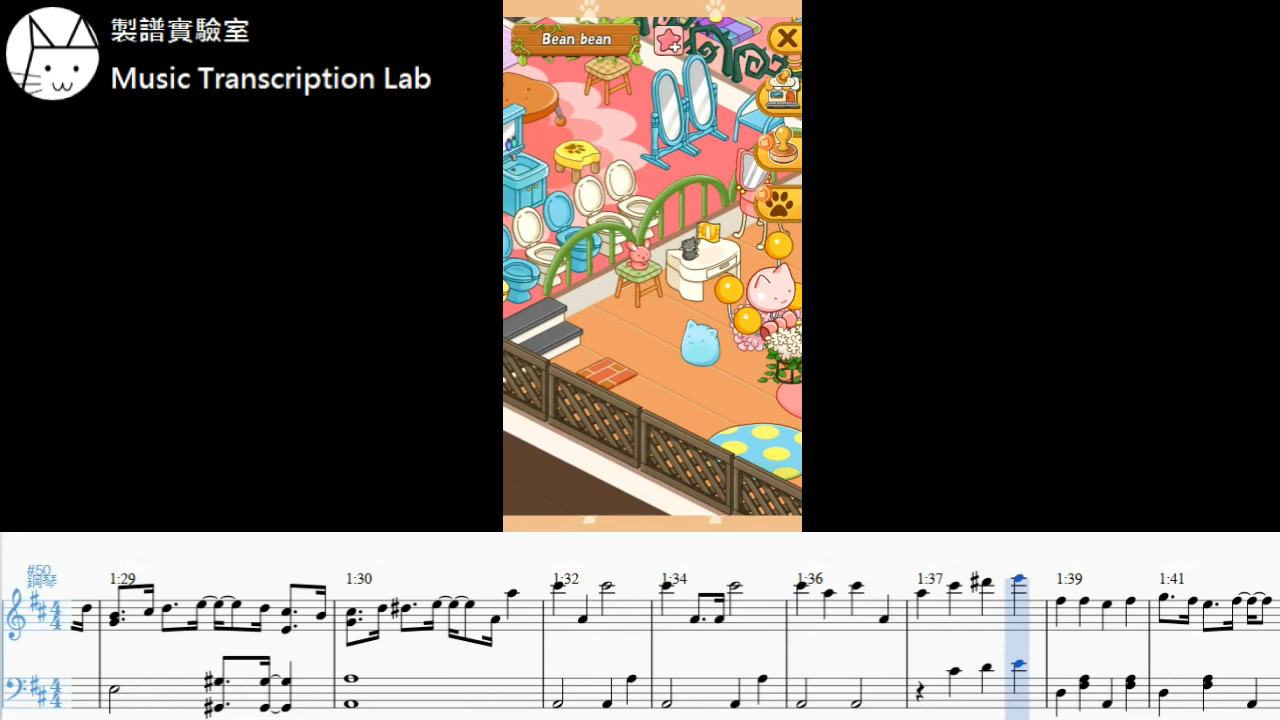 製譜實驗室
Music Transcription Lab
Bean bean
#50
鋼琴
1:29
1:30
1:32
1:34
1:36
1:37
1:39
1:41